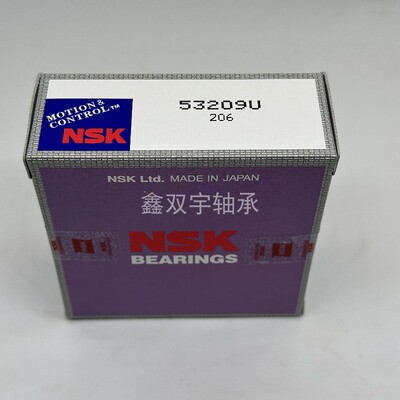 MOTION &
CONTROL™
NSK
53209U
206
NSK Ltd. MADE IN JAPAN
鑫双宇轴承
NSK
BEARINGS